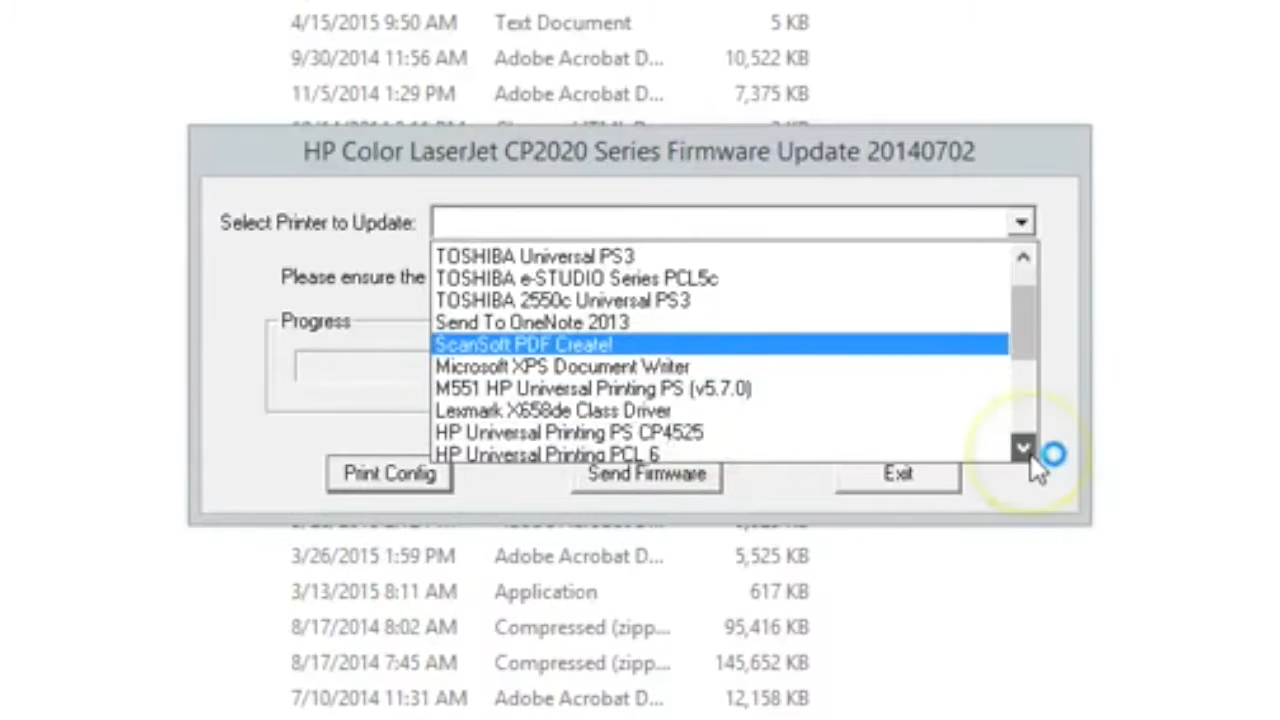 4/15/2015 9:50 AM Text Document 5 KB
9/30/2014 11:56 AM Adobe Acrobat D... 10,522 KB
11/5/2014 1:29 PM Adobe Acrobat D... 7,375 KB
HP Color LaserJet CP2020 Series Firmware Update 20140702
Select Printer to Update:
TOSHIBA Universal PS3
TOSHIBA e-STUDIO Series PCL5c
TOSHIBA 2550c Universal PS3
Please ensure the
Send To OneNote 2013
Progress
ScanSoft PDF Create!
Microsoft XPS Document Writer
M551 HP Universal Printing PS (v5.7.0)
Lexmark X658de Class Driver
HP Universal Printing PS CP4525
HP Universal Printing PCL 6
Print Config Send Firmware Exit
3/26/2015 1:59 PM Adobe Acrobat D... 5,525 KB
3/13/2015 8:11 AM Application 617 KB
8/17/2014 8:02 AM Compressed (zipp... 95,416 KB
8/17/2014 7:45 AM Compressed (zipp... 145,652 KB
7/10/2014 11:31 AM Adobe Acrobat D... 12,158 KB